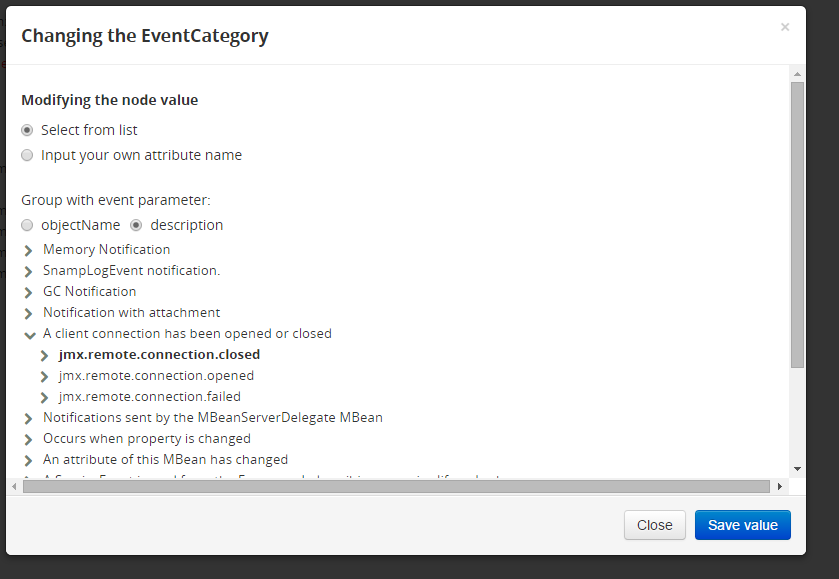 Changing the EventCategory
×
Modifying the node value
Select from list
Input your own attribute name
Group with event parameter:
objectName description
Memory Notification
SnampLogEvent notification.
GC Notification
Notification with attachment
A client connection has been opened or closed
jmx.remote.connection.closed
jmx.remote.connection.opened
jmx.remote.connection.failed
Notifications sent by the MBeanServerDelegate MBean
Occurs when property is changed
An attribute of this MBean has changed
Close Save value